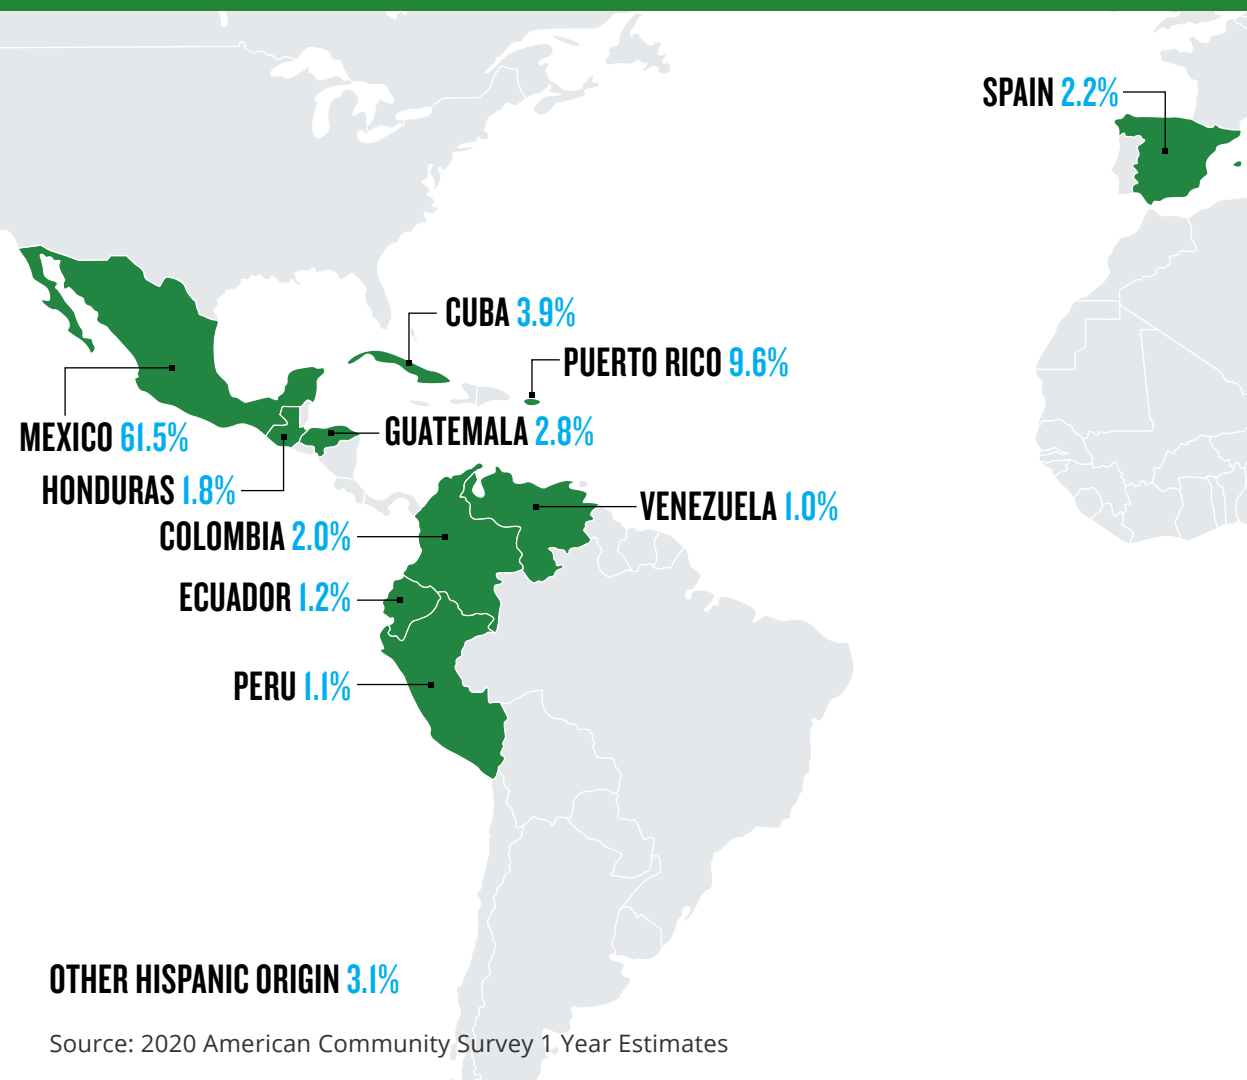 SPAIN 2.2%
CUBA 3.9%
PUERTO RICO 9.6%
MEXICO 61.5%
GUATEMALA 2.8%
HONDURAS 1.8%
VENEZUELA 1.0%
COLOMBIA 2.0%
ECUADOR 1.2%
PERU 1.1%
OTHER HISPANIC ORIGIN 3.1%
Source: 2020 American Community Survey 1 Year Estimates